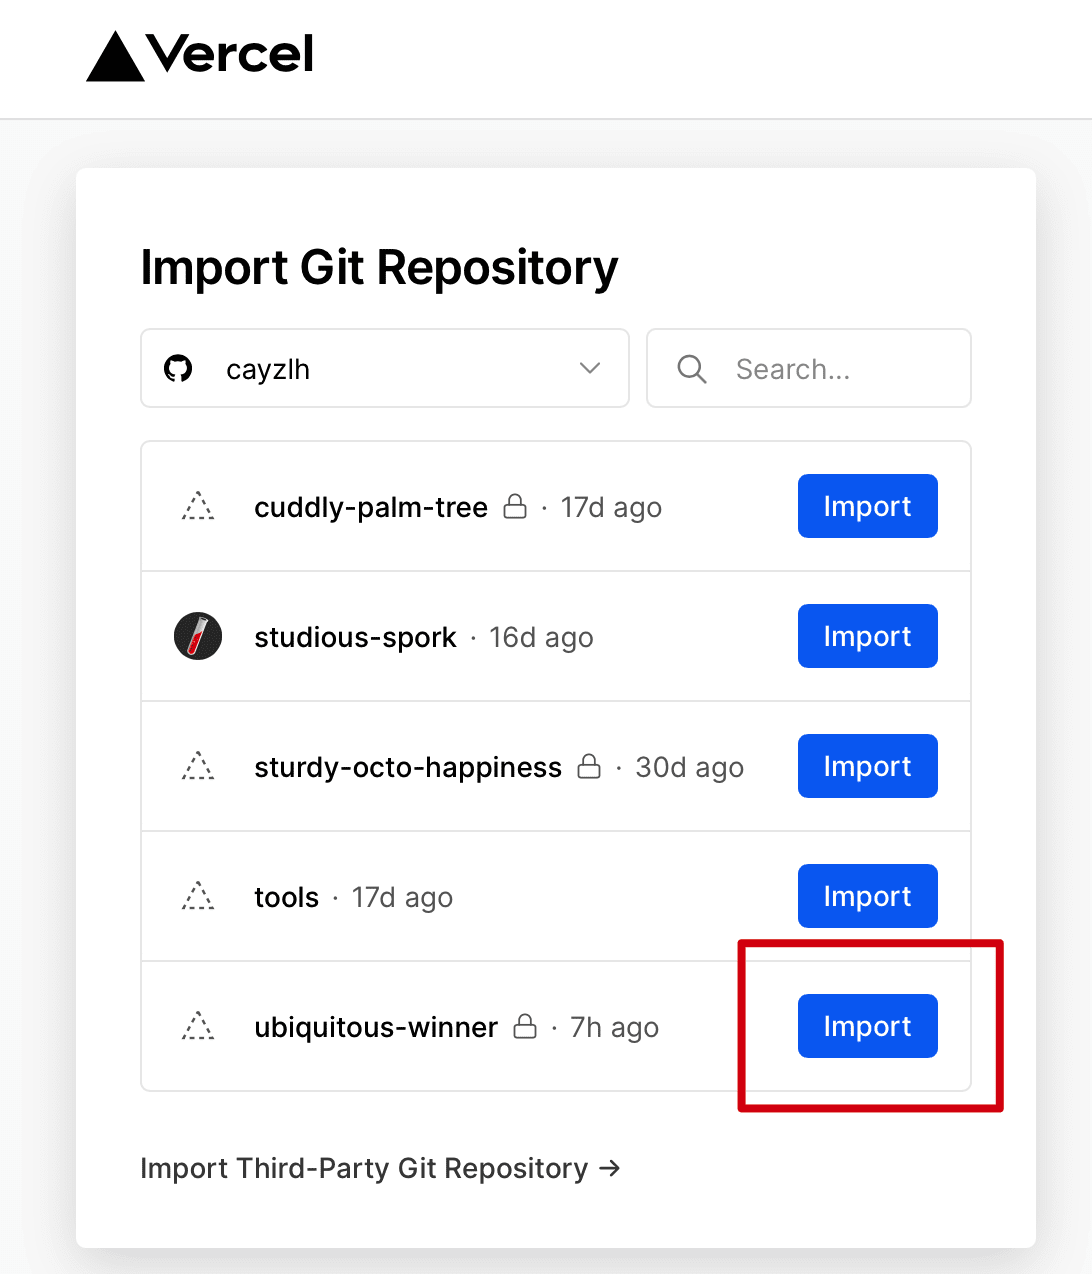 Vercel
Import Git Repository
cayzlh
Search...
cuddly-palm-tree · 17d ago Import
studious-spork · 16d ago Import
sturdy-octo-happiness · 30d ago Import
tools · 17d ago Import
ubiquitous-winner · 7h ago Import
Import Third-Party Git Repository →